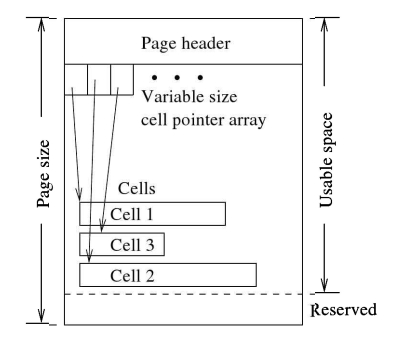 Page header
Variable size
cell pointer array
Cells
Cell 1
Cell 3
Cell 2
Page size
Usable space
Reserved